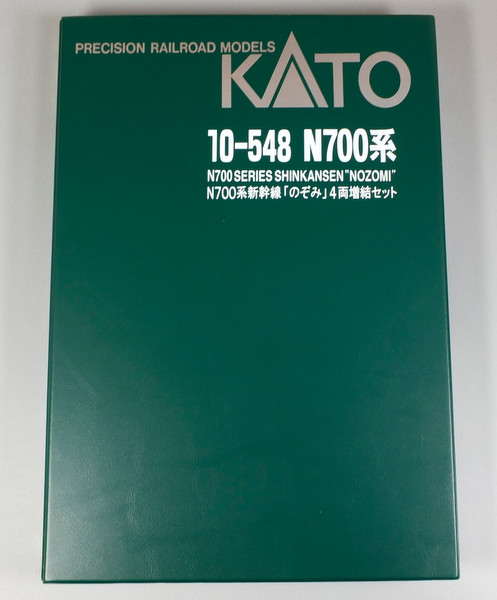 PRECISION RAILROAD MODELS
KATO
10-548 N700系
N700 SERIES SHINKANSEN "NOZOMI"
N700系新幹線「のぞみ」4両増結セット